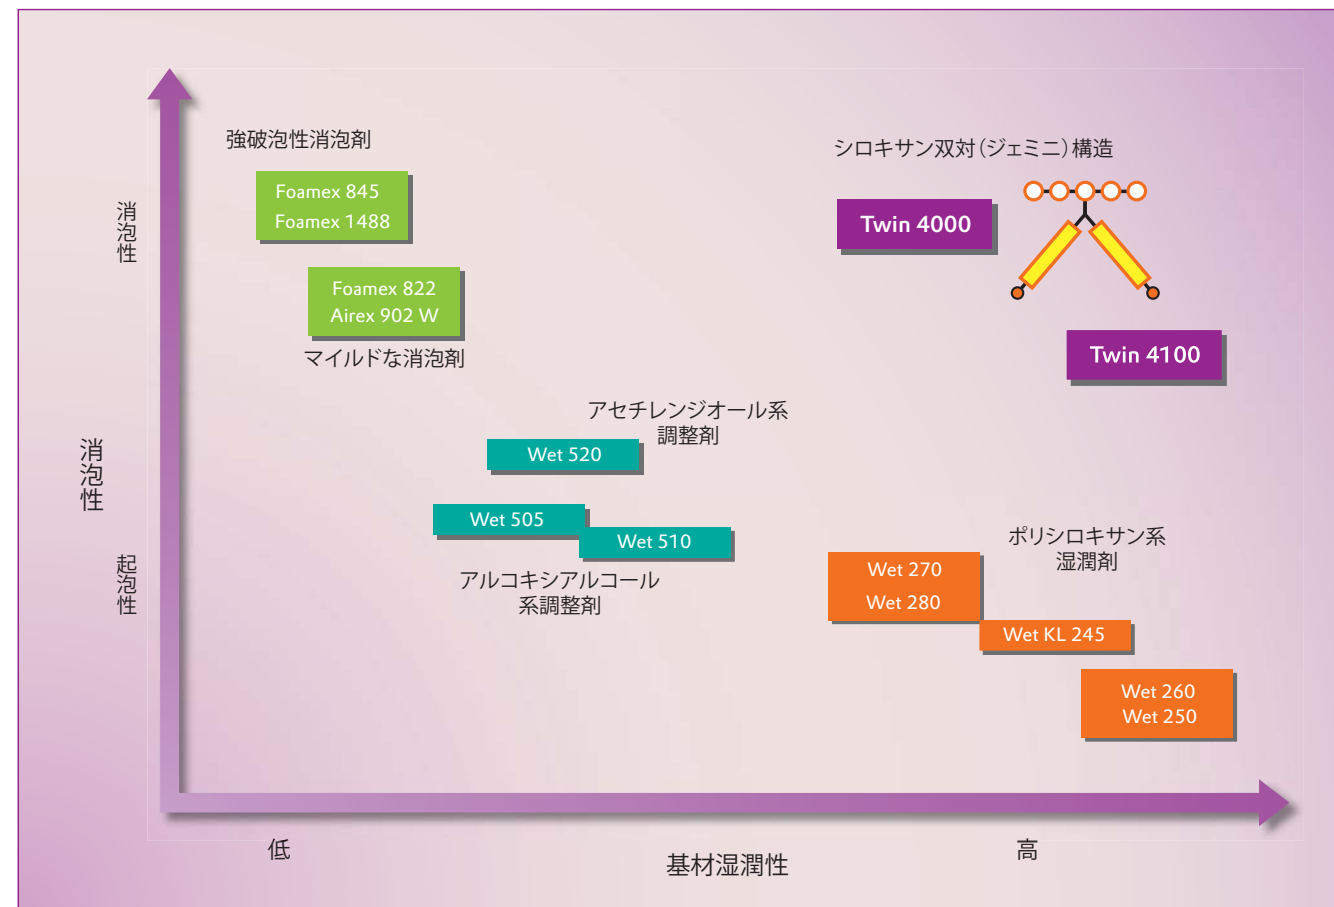 強破泡性消泡剤
Foamex 845
Foamex 1488
Foamex 822
Airex 902 W
マイルドな消泡剤
シロキサン双対(ジェミニ)構造
Twin 4000
Twin 4100
アセチレンジオール系
調整剤
Wet 520
Wet 505
Wet 510
アルコキシアルコール
系調整剤
ポリシロキサン系
湿潤剤
Wet 270
Wet 280
Wet KL 245
Wet 260
Wet 250
消泡性
消泡性
起泡性
低
基材湿潤性
高